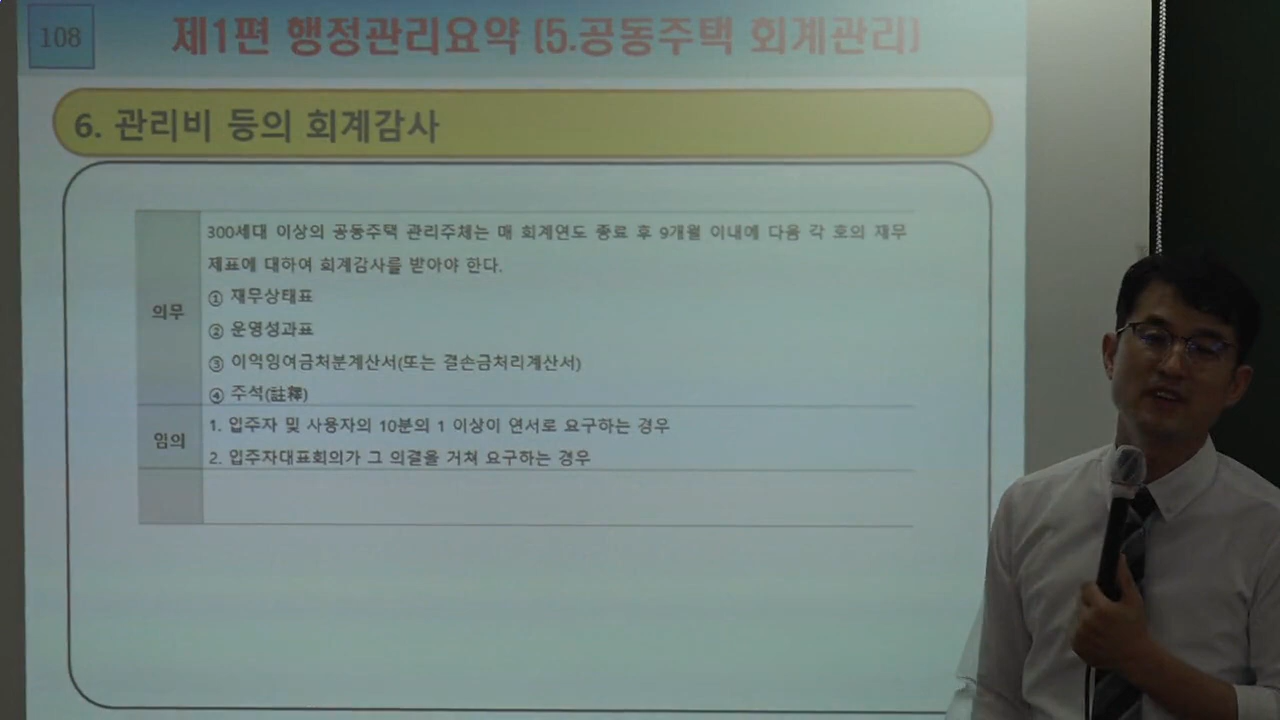 108
제1편 행정관리요약 (5.공동주택 회계관리)
6. 관리비 등의 회계감사
의무
300세대 이상의 공동주택 관리주체는 매 회계연도 종료 후 9개월 이내에 다음 각 호의 재무
제표에 대하여 회계감사를 받아야 한다.
① 재무상태표
② 운영성과표
③ 이익잉여금처분계산서(또는 결손금처리계산서)
④ 주석(註釋)
임의
1. 입주자 및 사용자의 10분의 1 이상이 연서로 요구하는 경우
2. 입주자대표회의가 그 의결을 거쳐 요구하는 경우